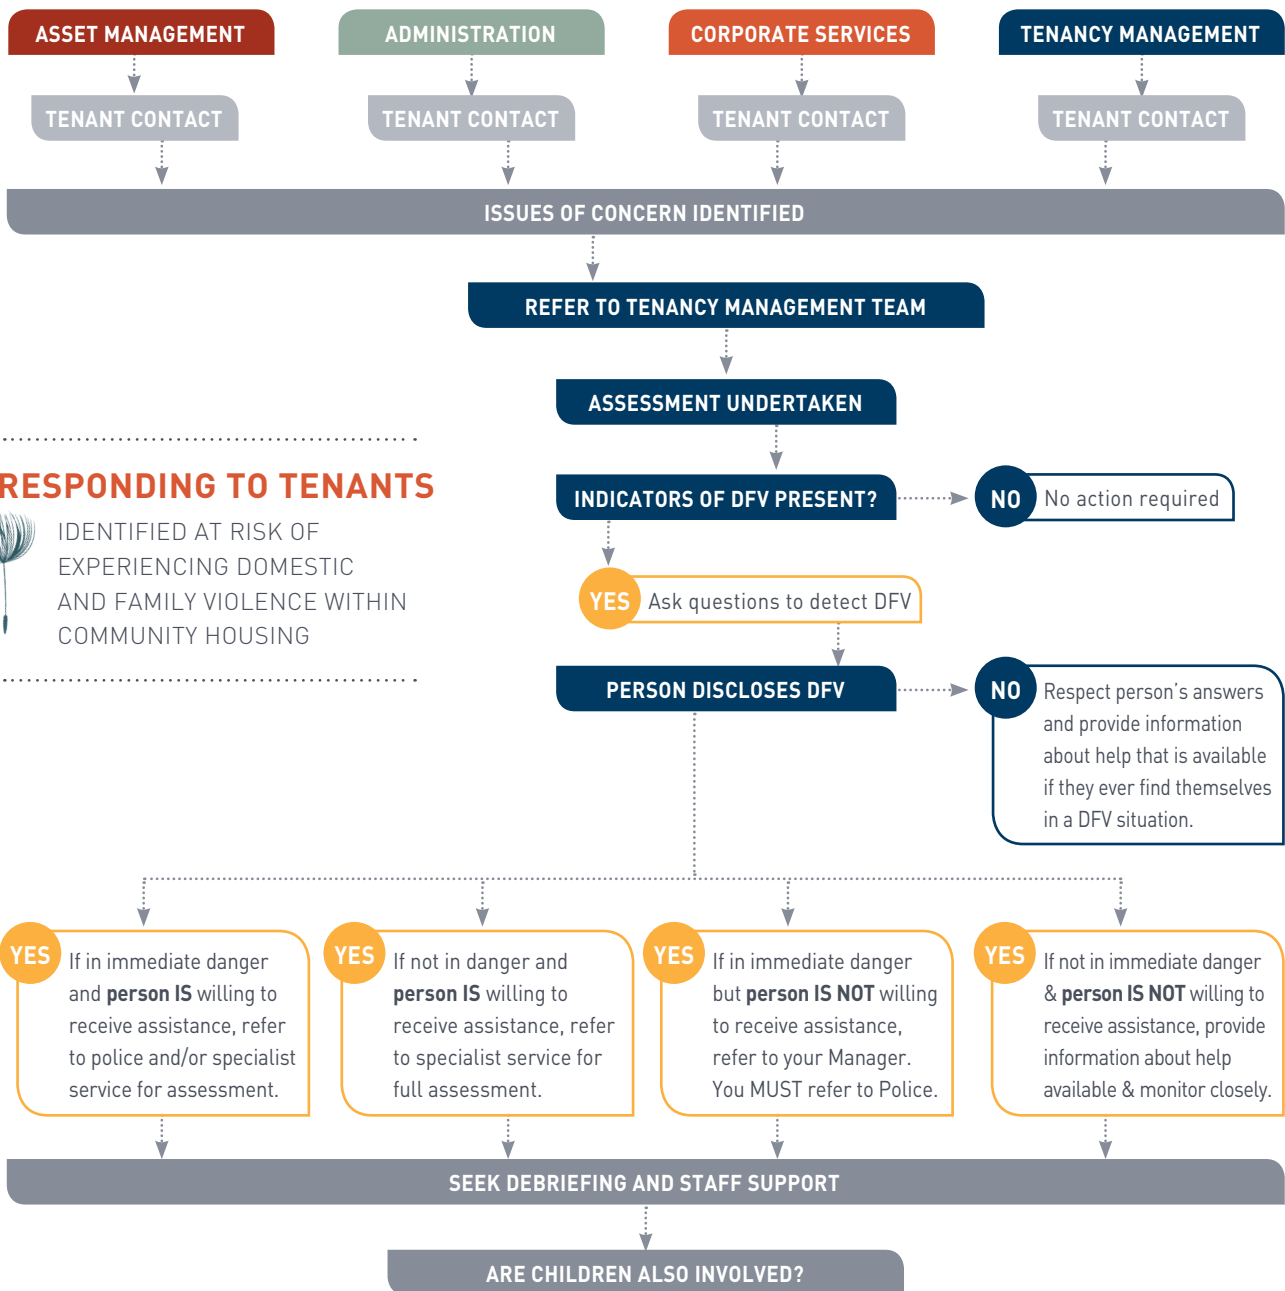 ASSET MANAGEMENT
ADMINISTRATION
CORPORATE SERVICES
TENANCY MANAGEMENT
TENANT CONTACT
TENANT CONTACT
TENANT CONTACT
TENANT CONTACT
ISSUES OF CONCERN IDENTIFIED
REFER TO TENANCY MANAGEMENT TEAM
ASSESSMENT UNDERTAKEN
RESPONDING TO TENANTS
IDENTIFIED AT RISK OF
EXPERIENCING DOMESTIC
AND FAMILY VIOLENCE WITHIN
COMMUNITY HOUSING
INDICATORS OF DFV PRESENT?
NO
No action required
YES
Ask questions to detect DFV
PERSON DISCLOSES DFV
NO
Respect person's answers
and provide information
about help that is available
if they ever find themselves
in a DFV situation.
YES
If in immediate danger
and person IS willing to
receive assistance, refer
to police and/or specialist
service for assessment.
YES
If not in danger and
person IS willing to
receive assistance, refer
to specialist service for
full assessment.
YES
If in immediate danger
but person IS NOT willing
to receive assistance,
refer to your Manager.
You MUST refer to Police.
YES
If not in immediate danger
& person IS NOT willing to
receive assistance, provide
information about help
available & monitor closely.
SEEK DEBRIEFING AND STAFF SUPPORT
ARE CHILDREN ALSO INVOLVED?